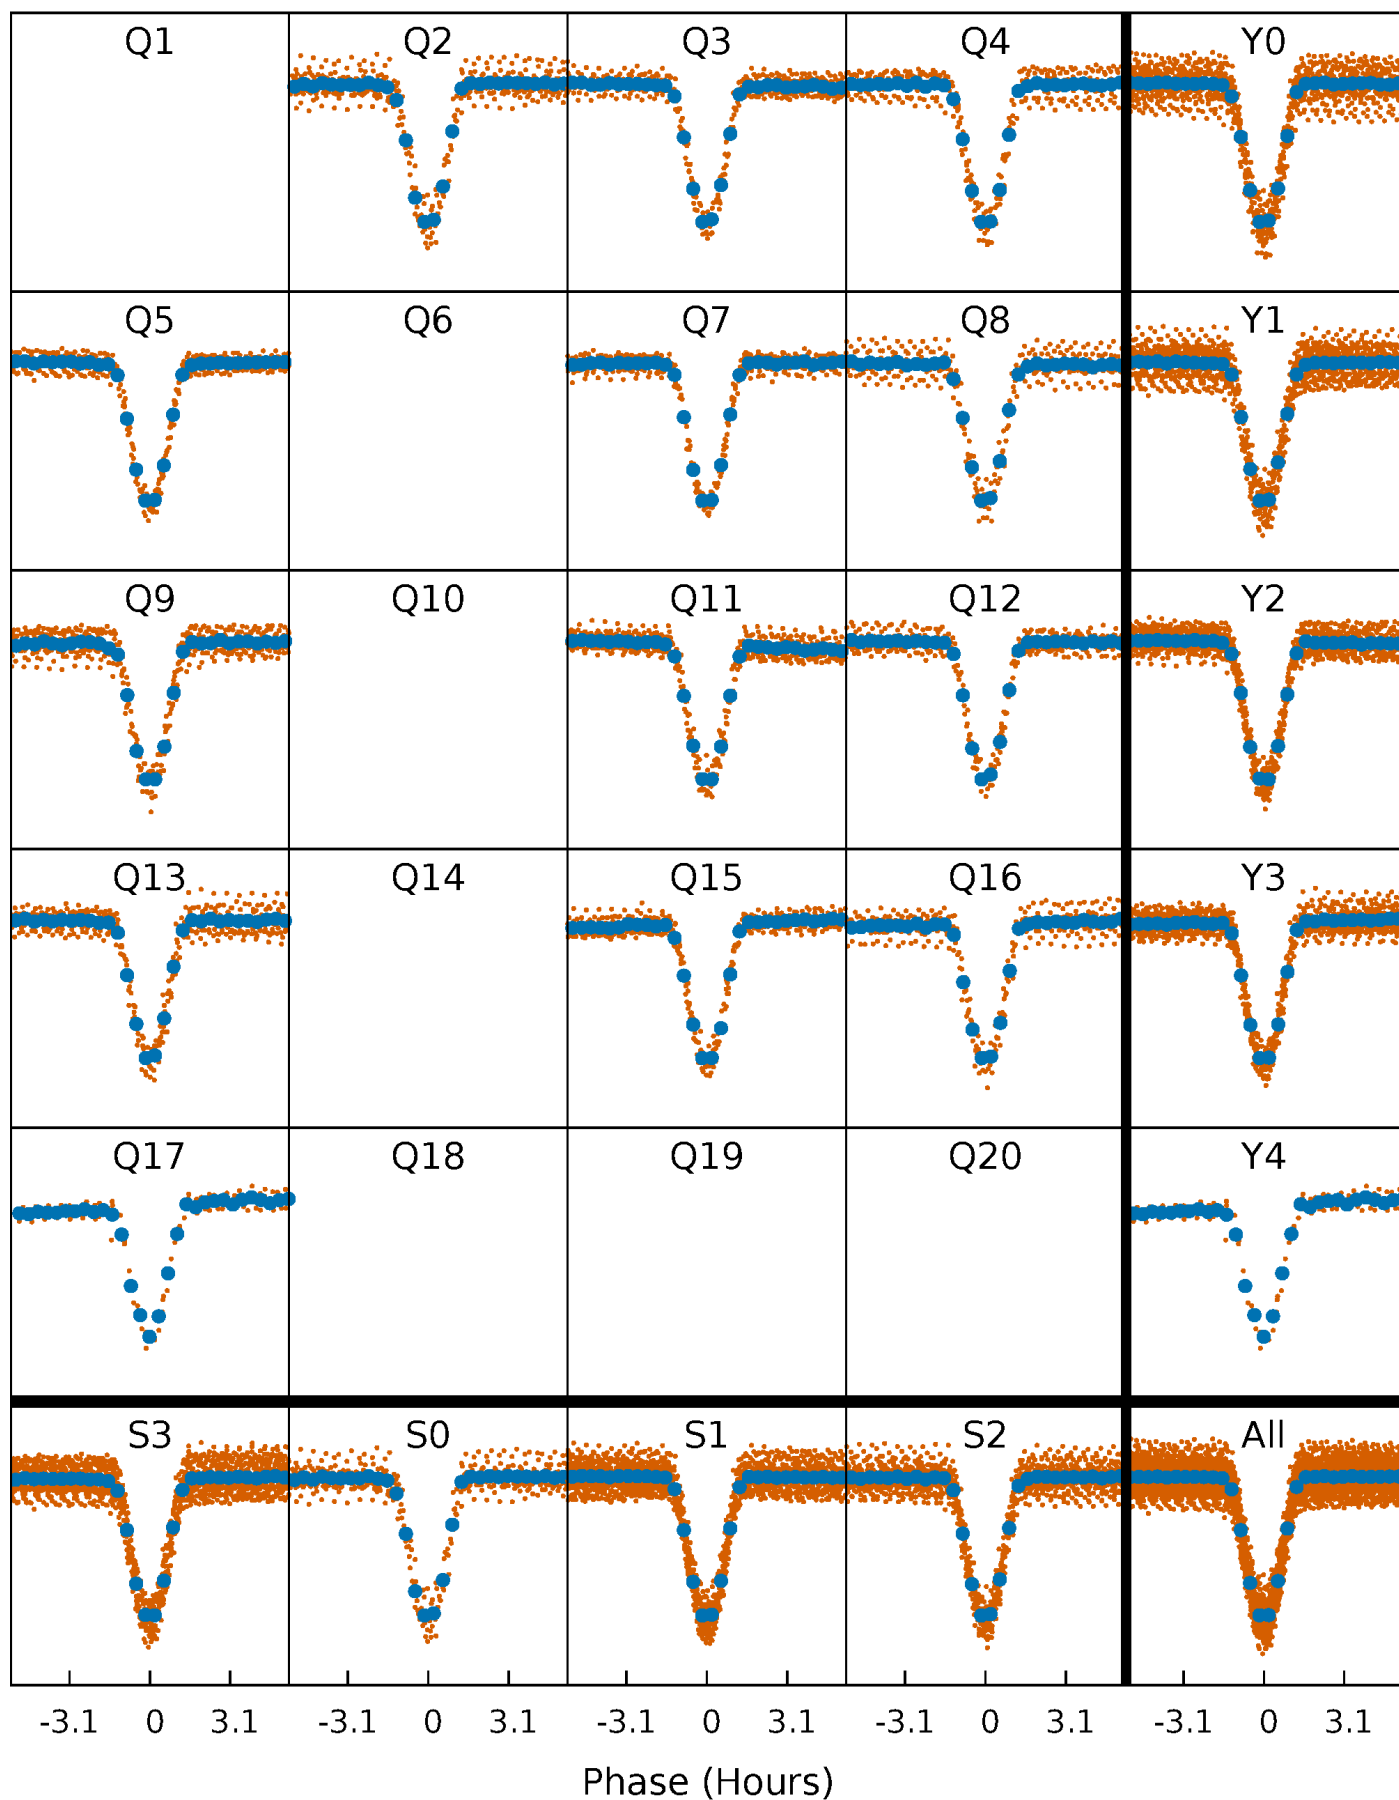 Q1 Q2 Q3 Q4 Y0
Q5 Q6 Q7 Q8 Y1
Q9 Q10 Q11 Q12 Y2
Q13 Q14 Q15 Q16 Y3
Q17 Q18 Q19 Q20 Y4
S3 S0 S1 S2 All
-3.1 0 3.1 -3.1 0 3.1 -3.1 0 3.1 -3.1 0 3.1 -3.1 0 3.1
Phase (Hours)